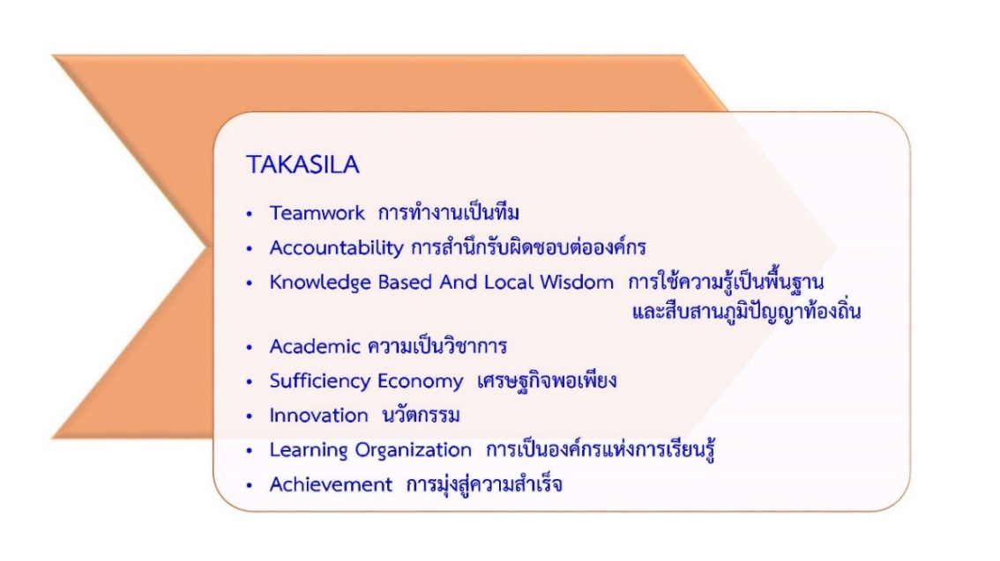 TAKASILA
• Teamwork การทำงานเป็นทีม
• Accountability การสำนึกรับผิดชอบต่อองค์กร
• Knowledge Based And Local Wisdom การใช้ความรู้เป็นพื้นฐาน
และสืบสานภูมิปัญญาท้องถิ่น
• Academic ความเป็นวิชาการ
• Sufficiency Economy เศรษฐกิจพอเพียง
• Innovation นวัตกรรม
• Learning Organization การเป็นองค์กรแห่งการเรียนรู้
• Achievement การมุ่งสู่ความสำเร็จ